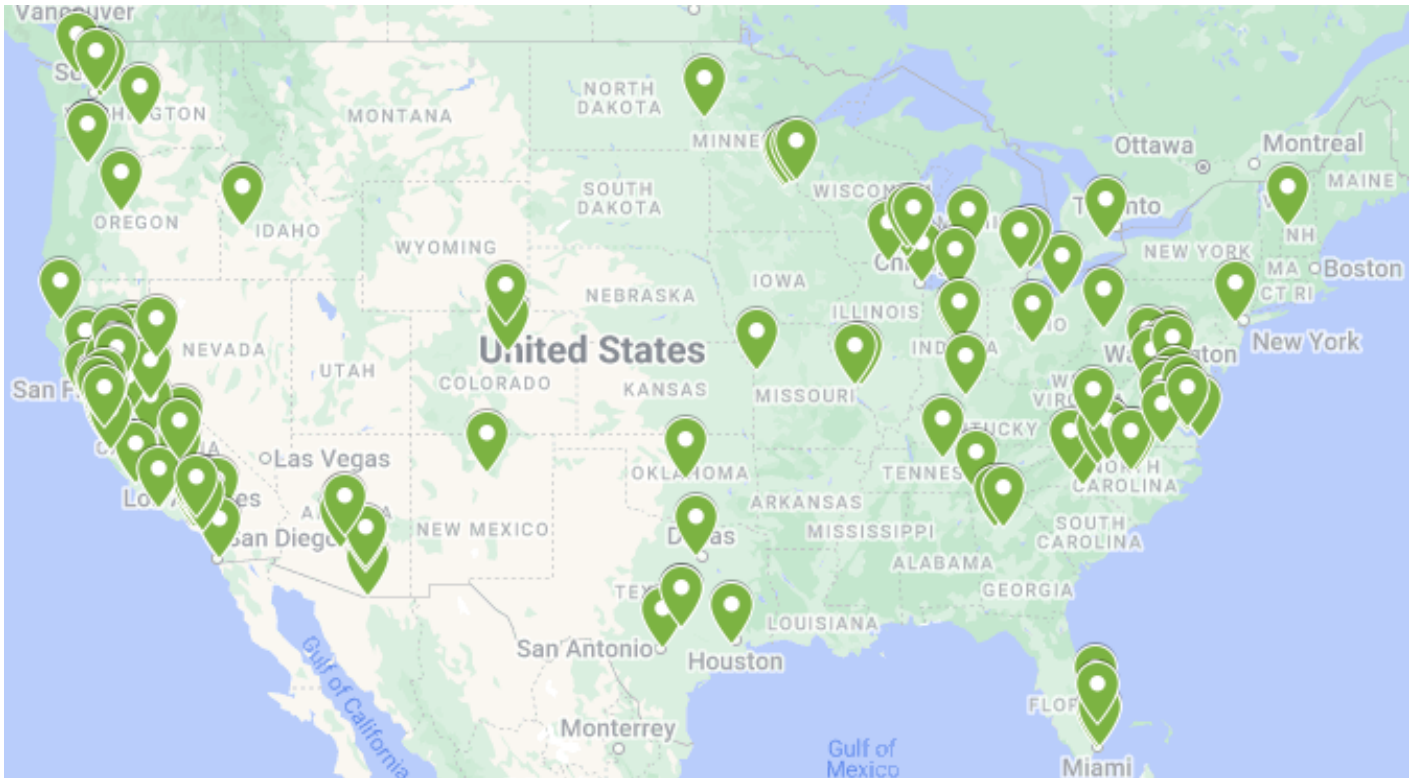 Vancouver
NORTH
DAKOTA
MONTANA
Ottawa
Montreal
MAINE
SOUTH
DAKOTA
OREGON
IDAHO
NEW YORK
NH
WYOMING
MA
Boston
CT RI
IOWA
NEBRASKA
ILLINOIS
New York
United States
NEVADA
UTAH
COLORADO
KANSAS
MISSOURI
Las Vegas
OKLAHOMA
NORTH
CAROLINA
ARKANSAS
NEW MEXICO
MISSISSIPPI
SOUTH
CAROLINA
San Diego
ALABAMA
GEORGIA
LOUISIANA
San Antonio
Houston
Gulf of California
Monterrey
Gulf of
Mexico
Miami